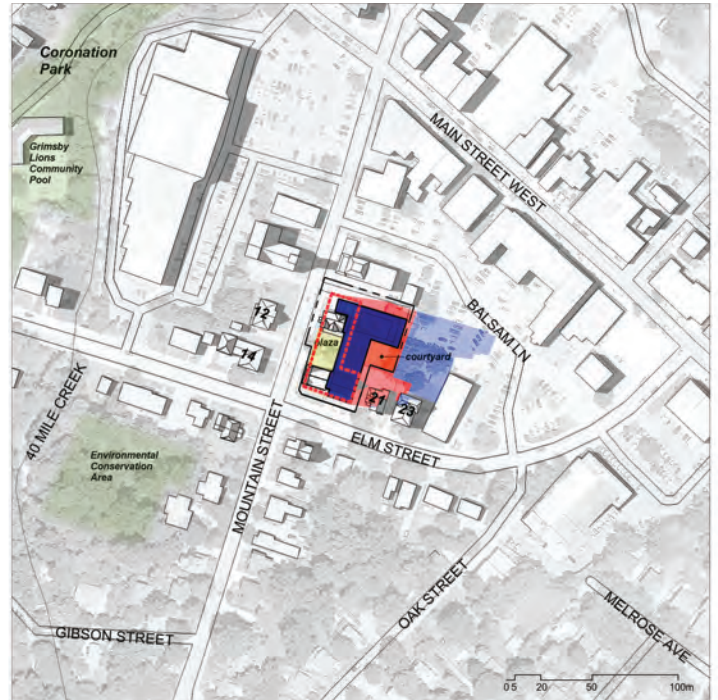 Coronation
Park
Grimsby
Lions
Community
Pool
MAIN STREET WEST
BALSAM LN
12
14
plaza
courtyard
21
23
40 MILE CREEK
ELM STREET
MOUNTAIN STREET
Environmental
Conservation
Area
OAK STREET
GIBSON STREET
MELROSE AVE
0 5 20 50 100m